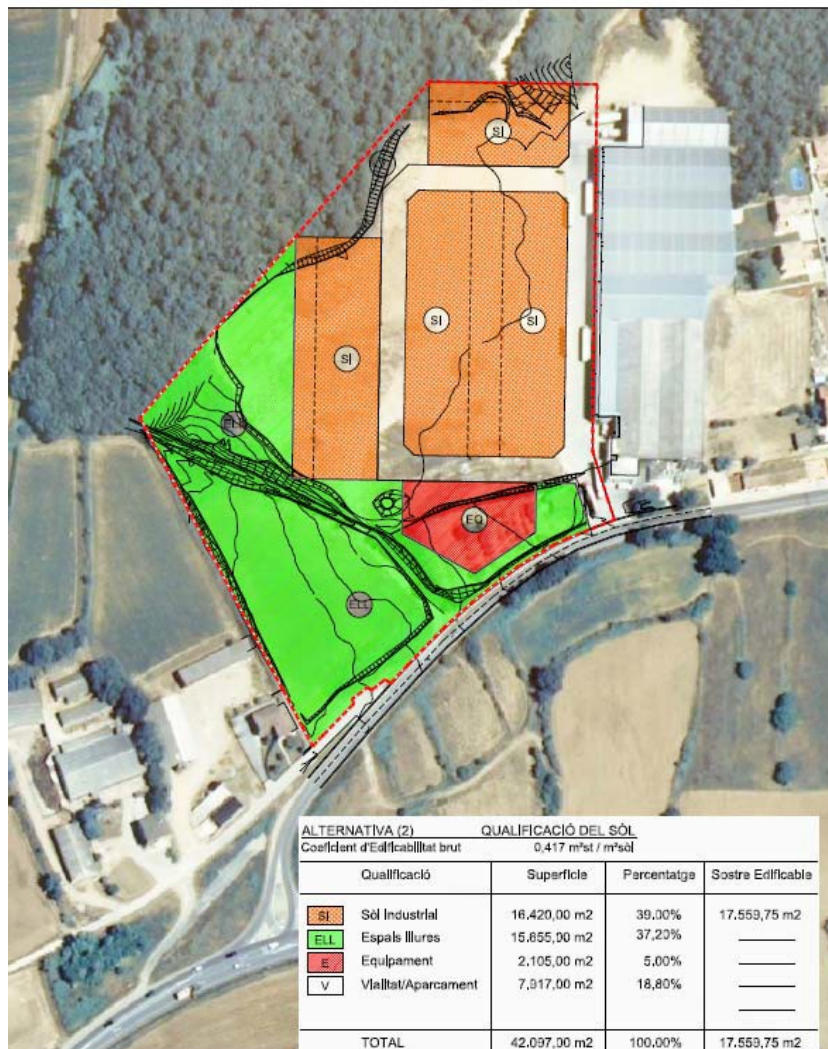 SI
SI
SI
SI
ELL
EQ
ELL
ALTERNATIVA (2) QUALIFICACIÓ DEL SÒL
Coeficient d'Edificabilitat brut 0,417 m²st / m²sòl
Qualificació Superfície Percentatge Sostre Edificable
SI Sòl Industrial 16.420,00 m2 39.00% 17.559,75 m2
ELL Espais lliures 15.655,00 m2 37,20%
E Equipament 2.105,00 m2 5.00%
V Vialitat/Aparcament 7.917,00 m2 18,80%
TOTAL 42.097,00 m2 100.00% 17.559,75 m2